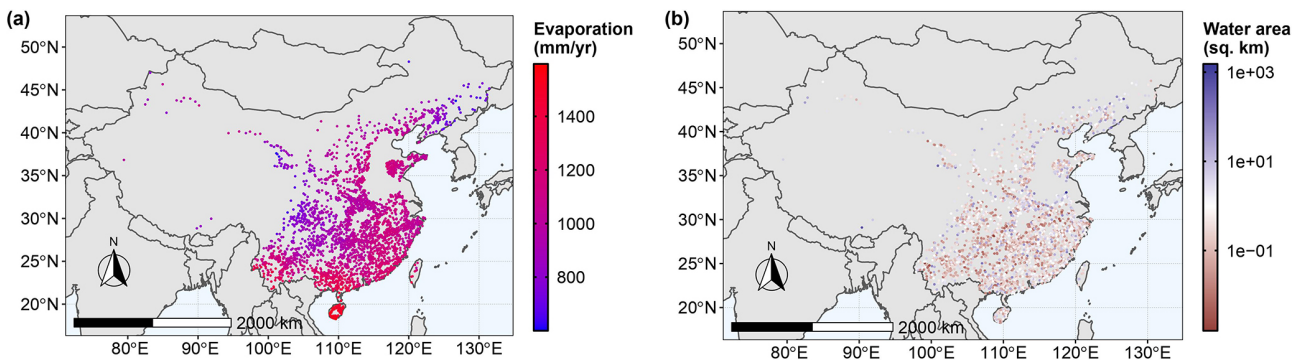 (a)
Evaporation
(mm/yr)
50°N
45°N
40°N
35°N
30°N
25°N
20°N
1400
1200
1000
800
N
2000 km
80°E 90°E 100°E 110°E 120°E 130°E
(b)
Water area
(sq. km)
50°N
45°N
40°N
35°N
30°N
25°N
20°N
1e+03
1e+01
1e−01
N
2000 km
80°E 90°E 100°E 110°E 120°E 130°E